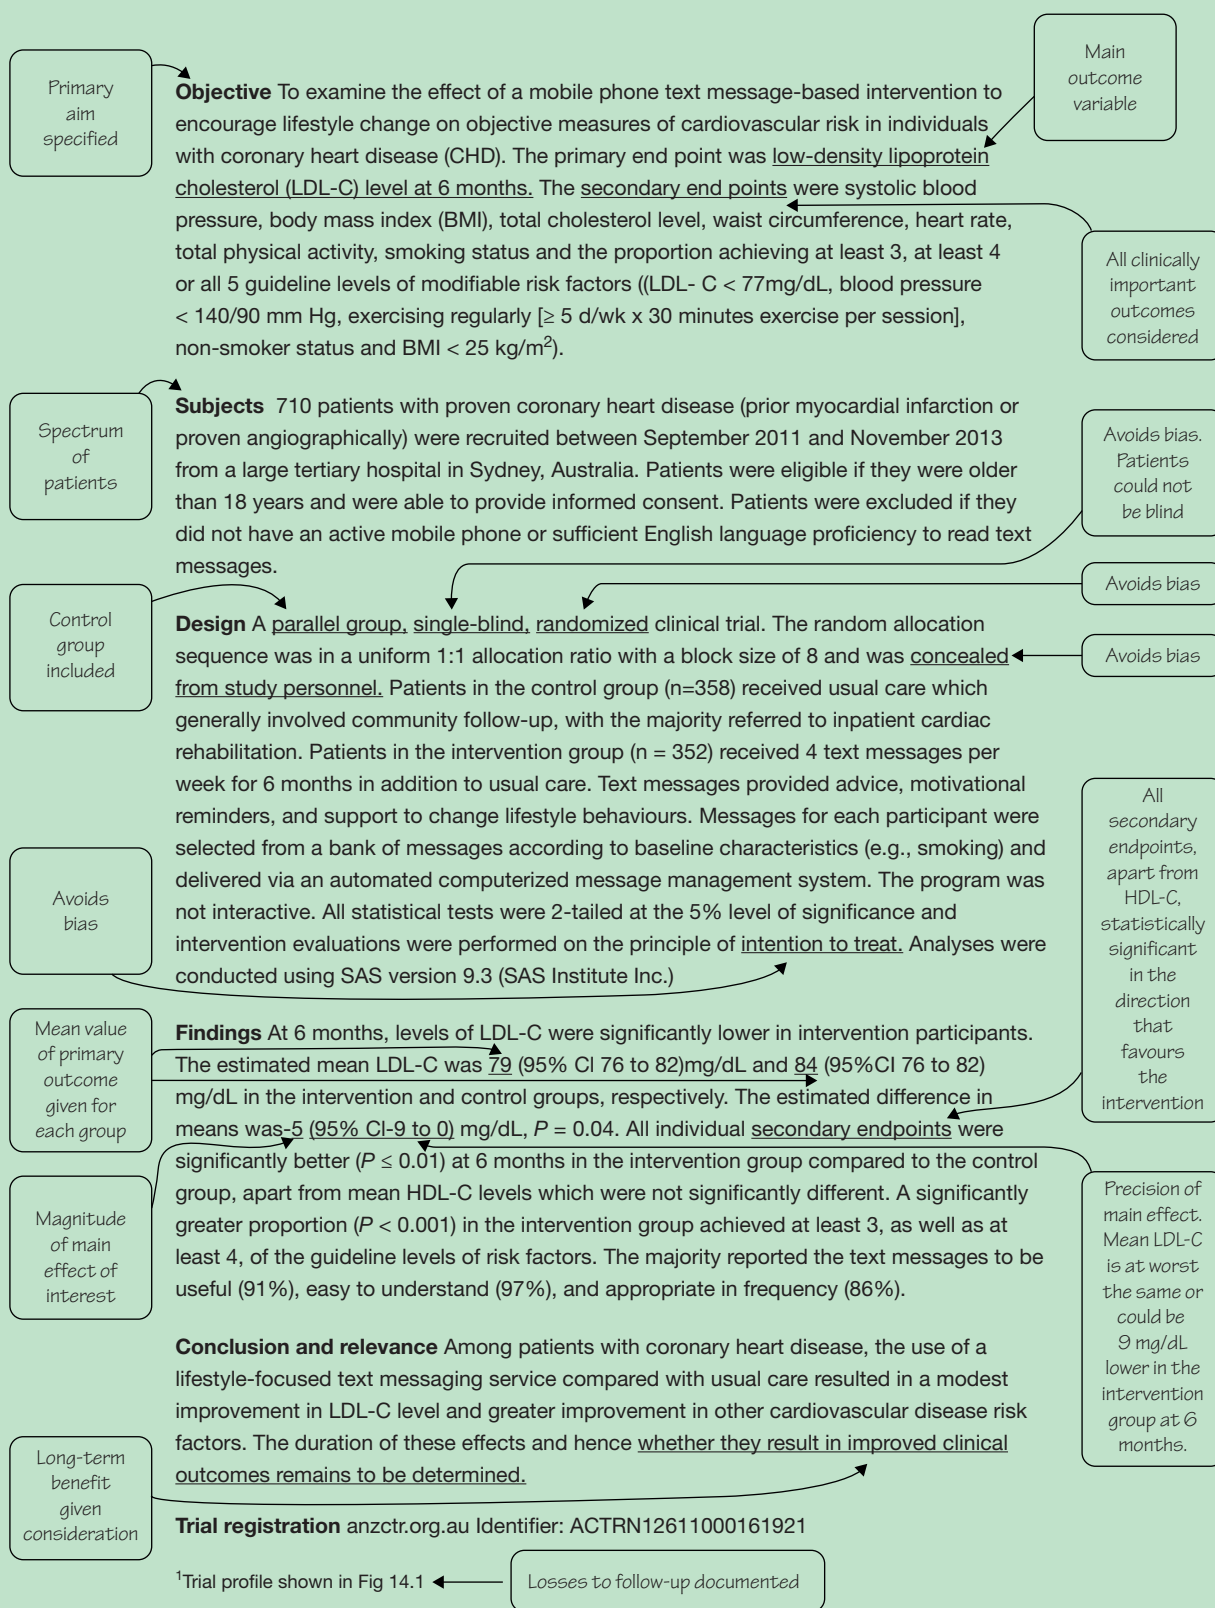 Primary
aim
specified
Main
outcome
variable
Objective To examine the effect of a mobile phone text message-based intervention to
encourage lifestyle change on objective measures of cardiovascular risk in individuals
with coronary heart disease (CHD). The primary end point was low-density lipoprotein
cholesterol (LDL-C) level at 6 months. The secondary end points were systolic blood
pressure, body mass index (BMI), total cholesterol level, waist circumference, heart rate,
total physical activity, smoking status and the proportion achieving at least 3, at least 4
or all 5 guideline levels of modifiable risk factors ((LDL- C < 77mg/dL, blood pressure
< 140/90 mm Hg, exercising regularly [≥ 5 d/wk x 30 minutes exercise per session],
non-smoker status and BMI < 25 kg/m²).
All clinically
important
outcomes
considered
Spectrum
of
patients
Subjects 710 patients with proven coronary heart disease (prior myocardial infarction or
proven angiographically) were recruited between September 2011 and November 2013
from a large tertiary hospital in Sydney, Australia. Patients were eligible if they were older
than 18 years and were able to provide informed consent. Patients were excluded if they
did not have an active mobile phone or sufficient English language proficiency to read text
messages.
Avoids bias.
Patients
could not
be blind
Avoids bias
Control
group
included
Design A parallel group, single-blind, randomized clinical trial. The random allocation
sequence was in a uniform 1:1 allocation ratio with a block size of 8 and was concealed
from study personnel. Patients in the control group (n=358) received usual care which
generally involved community follow-up, with the majority referred to inpatient cardiac
rehabilitation. Patients in the intervention group (n = 352) received 4 text messages per
week for 6 months in addition to usual care. Text messages provided advice, motivational
reminders, and support to change lifestyle behaviours. Messages for each participant were
selected from a bank of messages according to baseline characteristics (e.g., smoking) and
delivered via an automated computerized message management system. The program was
not interactive. All statistical tests were 2-tailed at the 5% level of significance and
intervention evaluations were performed on the principle of intention to treat. Analyses were
conducted using SAS version 9.3 (SAS Institute Inc.)
Avoids bias
All
secondary
endpoints,
apart from
HDL-C,
statistically
significant
in the
direction
that
favours
the
intervention
Avoids
bias
Mean value
of primary
outcome
given for
each group
Findings At 6 months, levels of LDL-C were significantly lower in intervention participants.
The estimated mean LDL-C was 79 (95% Cl 76 to 82)mg/dL and 84 (95%CI 76 to 82)
mg/dL in the intervention and control groups, respectively. The estimated difference in
means was-5 (95% Cl-9 to 0) mg/dL, P = 0.04. All individual secondary endpoints were
significantly better (P ≤ 0.01) at 6 months in the intervention group compared to the control
group, apart from mean HDL-C levels which were not significantly different. A significantly
greater proportion (P < 0.001) in the intervention group achieved at least 3, as well as at
least 4, of the guideline levels of risk factors. The majority reported the text messages to be
useful (91%), easy to understand (97%), and appropriate in frequency (86%).
Magnitude
of main
effect of
interest
Precision of
main effect.
Mean LDL-C
is at worst
the same or
could be
9 mg/dL
lower in the
intervention
group at 6
months.
Conclusion and relevance Among patients with coronary heart disease, the use of a
lifestyle-focused text messaging service compared with usual care resulted in a modest
improvement in LDL-C level and greater improvement in other cardiovascular disease risk
factors. The duration of these effects and hence whether they result in improved clinical
outcomes remains to be determined.
Long-term
benefit
given
consideration
Trial registration anzctr.org.au Identifier: ACTRN12611000161921
¹Trial profile shown in Fig 14.1
Losses to follow-up documented